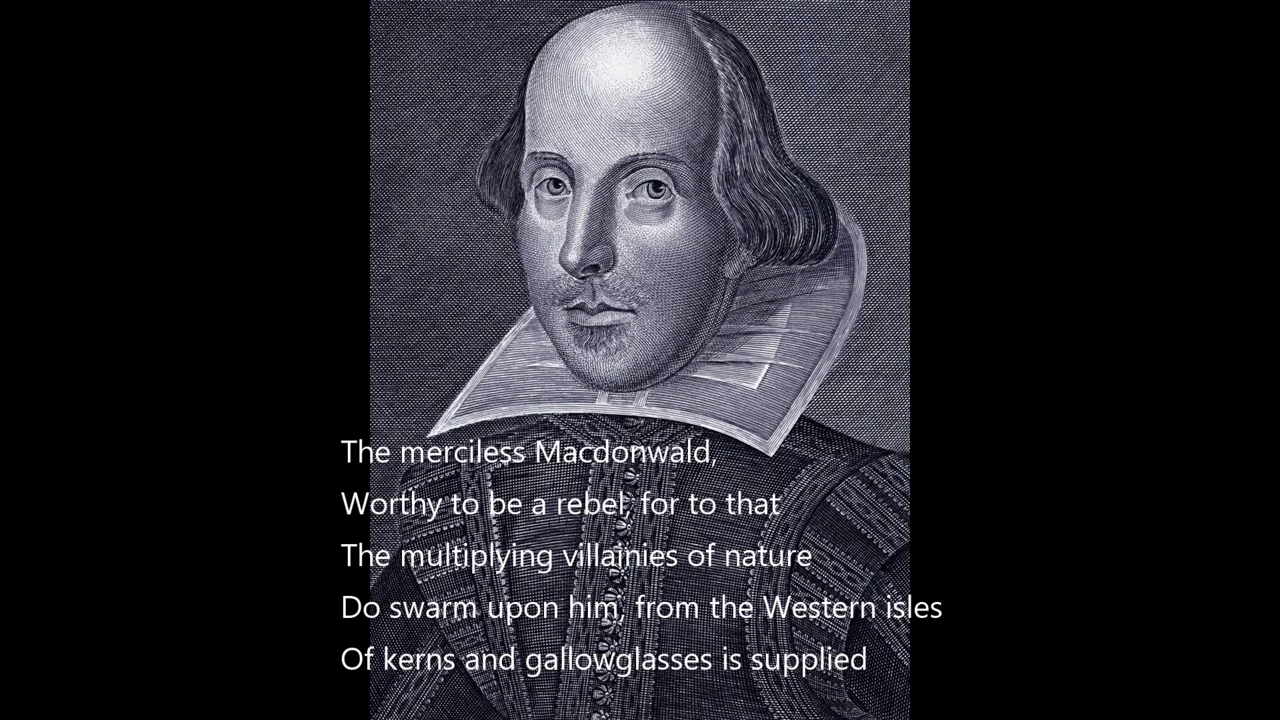 The merciless Macdonwald,
Worthy to be a rebel, for to that
The multiplying villainies of nature
Do swarm upon him, from the Western isles
Of kerns and gallowglasses is supplied